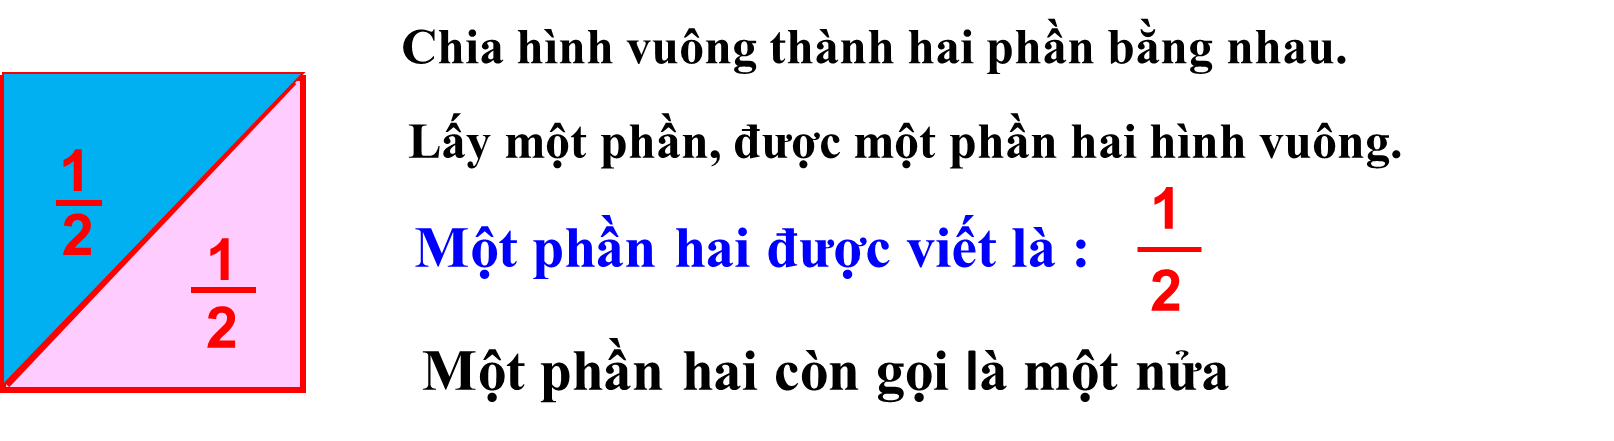 Chia hình vuông thành hai phần bằng nhau.
Lấy một phần, được một phần hai hình vuông.
1
2
Một phần hai được viết là : 1
2
1
2
Một phần hai còn gọi là một nửa